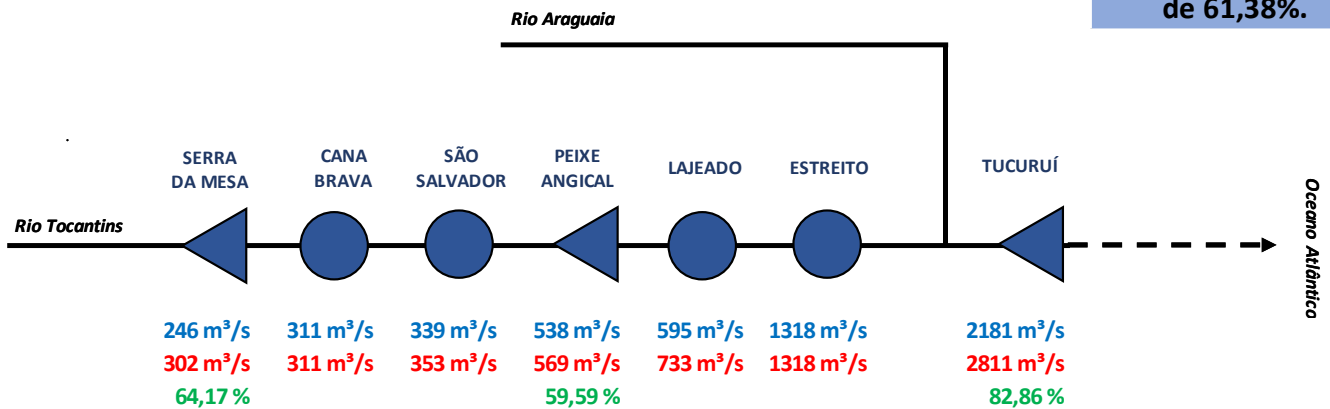 de 61,38%.
Rio Araguaia
SERRA
DA MESA
CANA
BRAVA
SÃO
SALVADOR
PEIXE
ANGICAL
LAJEADO
ESTREITO
TUCURUÍ
Rio Tocantins
Oceano Atlântico
246 m³/s 311 m³/s 339 m³/s 538 m³/s 595 m³/s 1318 m³/s 2181 m³/s
302 m³/s 311 m³/s 353 m³/s 569 m³/s 733 m³/s 1318 m³/s 2811 m³/s
64,17 % 59,59 % 82,86 %